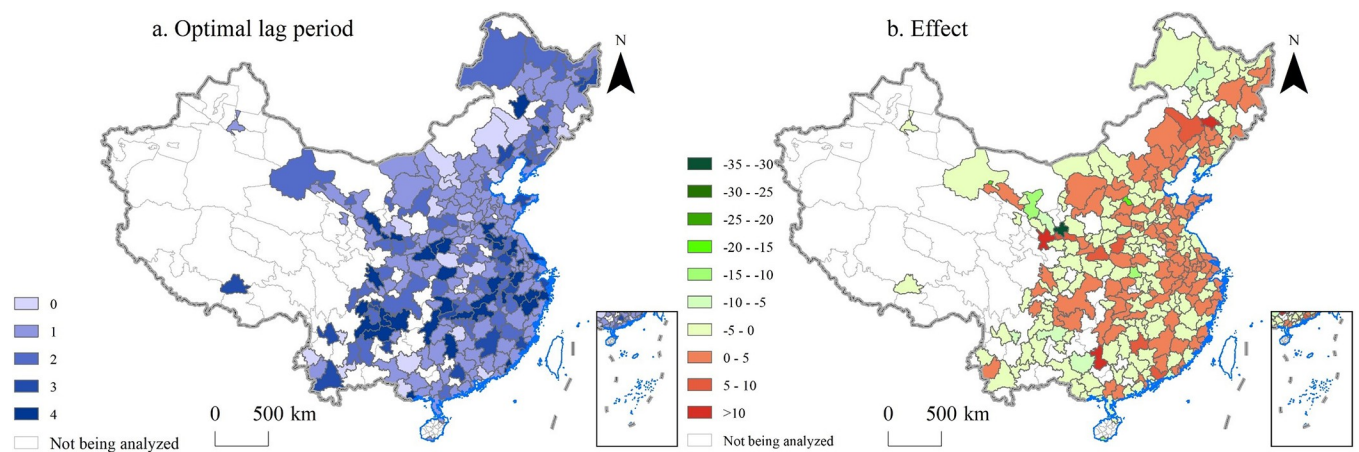 a. Optimal lag period
N
0
1
2
3
4
Not being analyzed
0 500 km
b. Effect
N
-35 - -30
-30 - -25
-25 - -20
-20 - -15
-15 - -10
-10 - -5
-5 - 0
0 - 5
5 - 10
>10
Not being analyzed
0 500 km